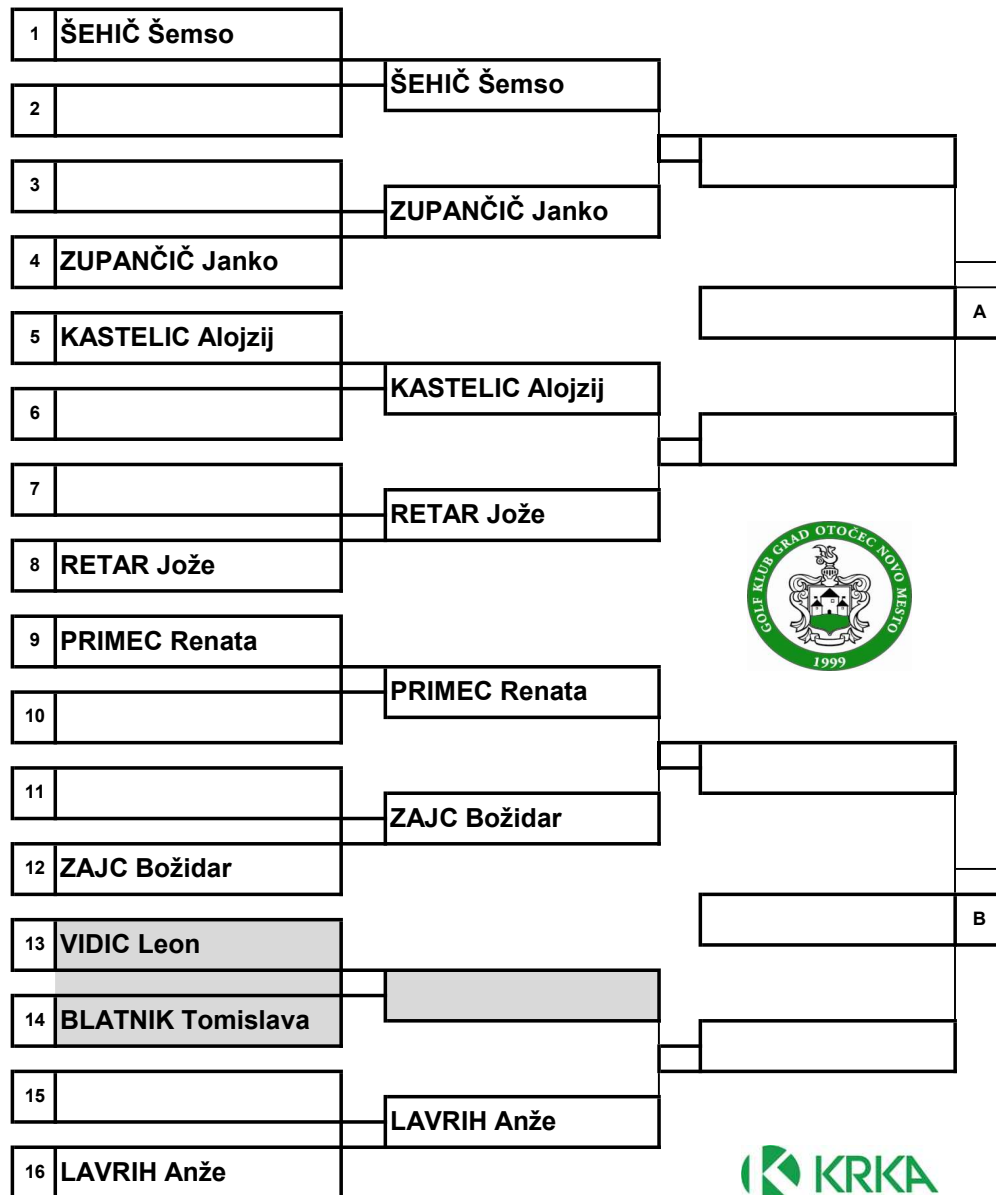 1 ŠEHIČ Šemso
ŠEHIČ Šemso
2
3
ZUPANČIČ Janko
4 ZUPANČIČ Janko
A
5 KASTELIC Alojzij
KASTELIC Alojzij
6
7
RETAR Jože
8 RETAR Jože
GOLF KLUB GRAD OTOČEC NOVO MESTO
1999
9 PRIMEC Renata
PRIMEC Renata
10
11
ZAJC Božidar
12 ZAJC Božidar
B
13 VIDIC Leon
14 BLATNIK Tomislava
15
LAVRIH Anže
16 LAVRIH Anže
KRKA